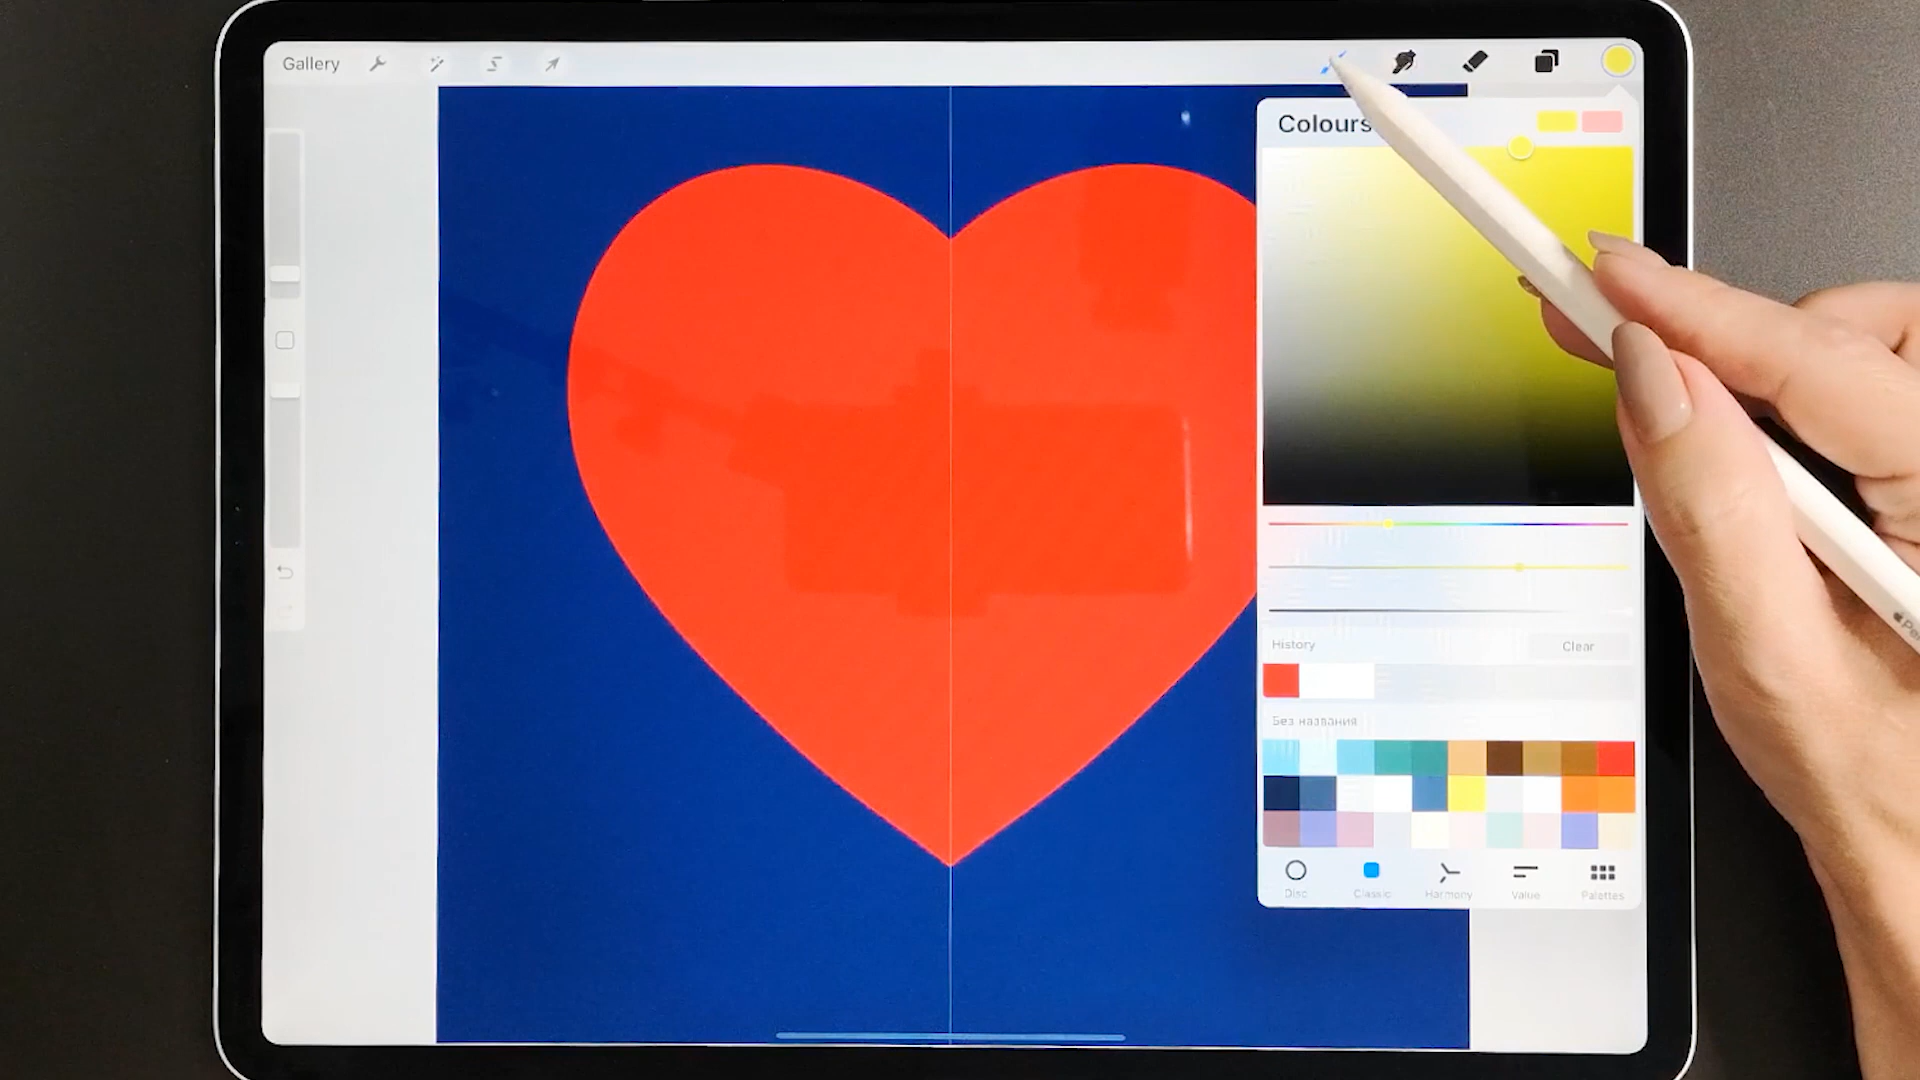 Gallery
Colours
History
Clear
Без названия
Disc
Classic
Harmony
Value
Palettes